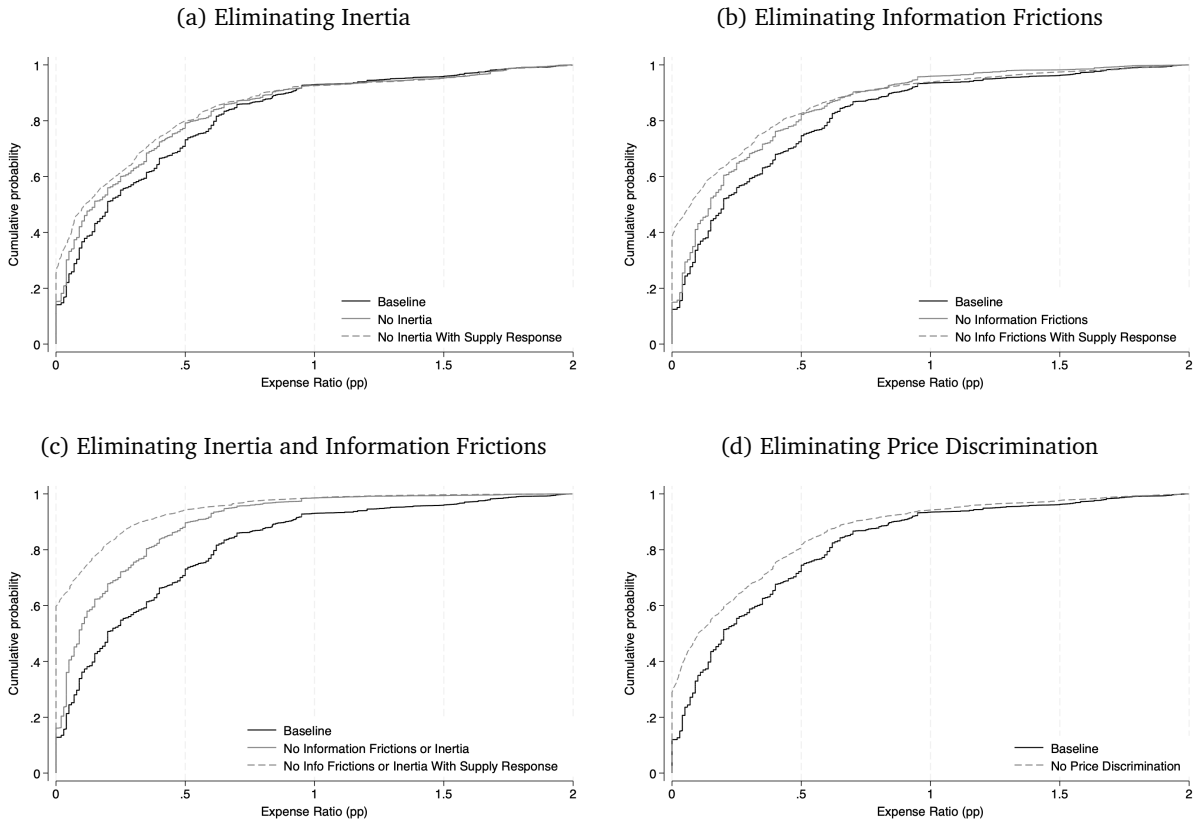 (a) Eliminating Inertia
Cumulative probability
1
.8
.6
.4
.2
0
Baseline
No Inertia
No Inertia With Supply Response
0 .5 1 1.5 2
Expense Ratio (pp)
(b) Eliminating Information Frictions
Cumulative probability
1
.8
.6
.4
.2
0
Baseline
No Information Frictions
No Info Frictions With Supply Response
0 .5 1 1.5 2
Expense Ratio (pp)
(c) Eliminating Inertia and Information Frictions
Cumulative probability
1
.8
.6
.4
.2
0
Baseline
No Information Frictions or Inertia
No Info Frictions or Inertia With Supply Response
0 .5 1 1.5 2
Expense Ratio (pp)
(d) Eliminating Price Discrimination
Cumulative probability
1
.8
.6
.4
.2
0
Baseline
No Price Discrimination
0 .5 1 1.5 2
Expense Ratio (pp)